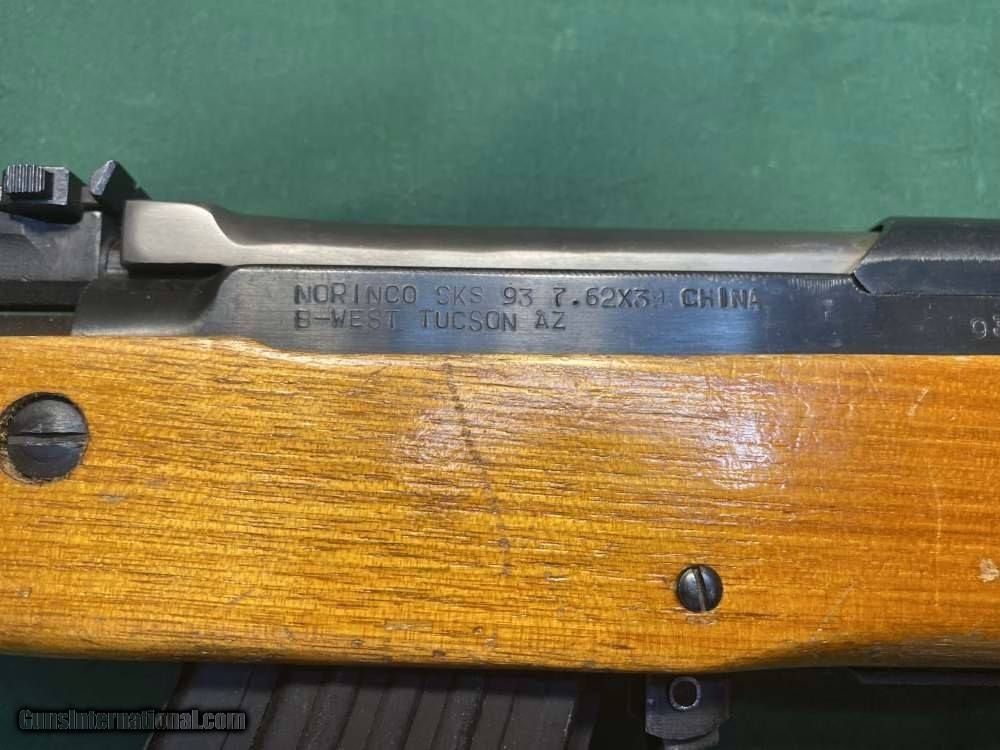 NORINCO SKS 93 7.62X39 CHINA
B-WEST TUCSON AZ
GunsInternational.com